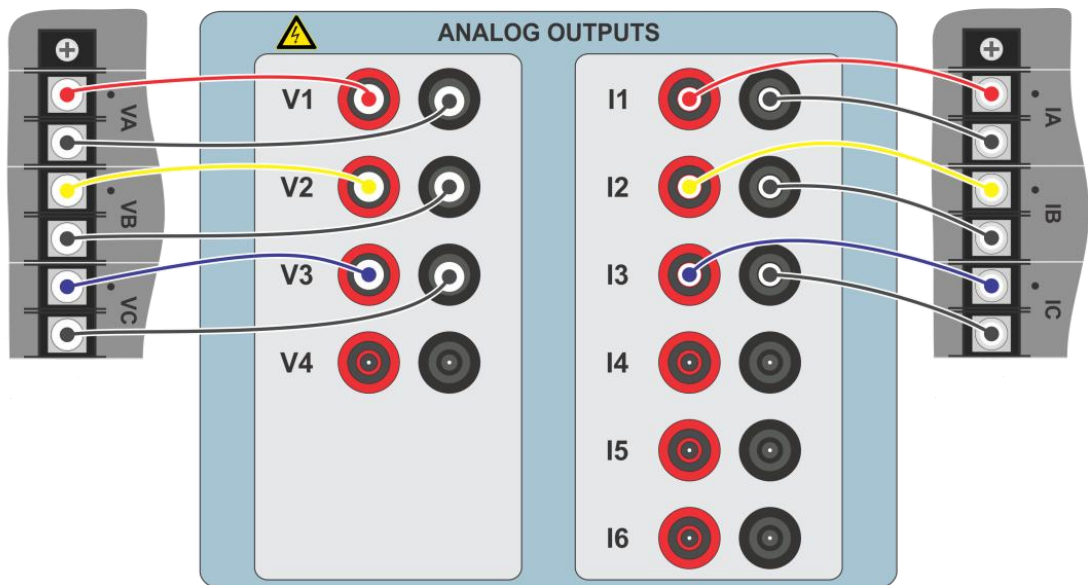 ANALOG OUTPUTS
VA
VB
VC
V1
V2
V3
V4
I1
I2
I3
I4
I5
I6
IA
IB
IC